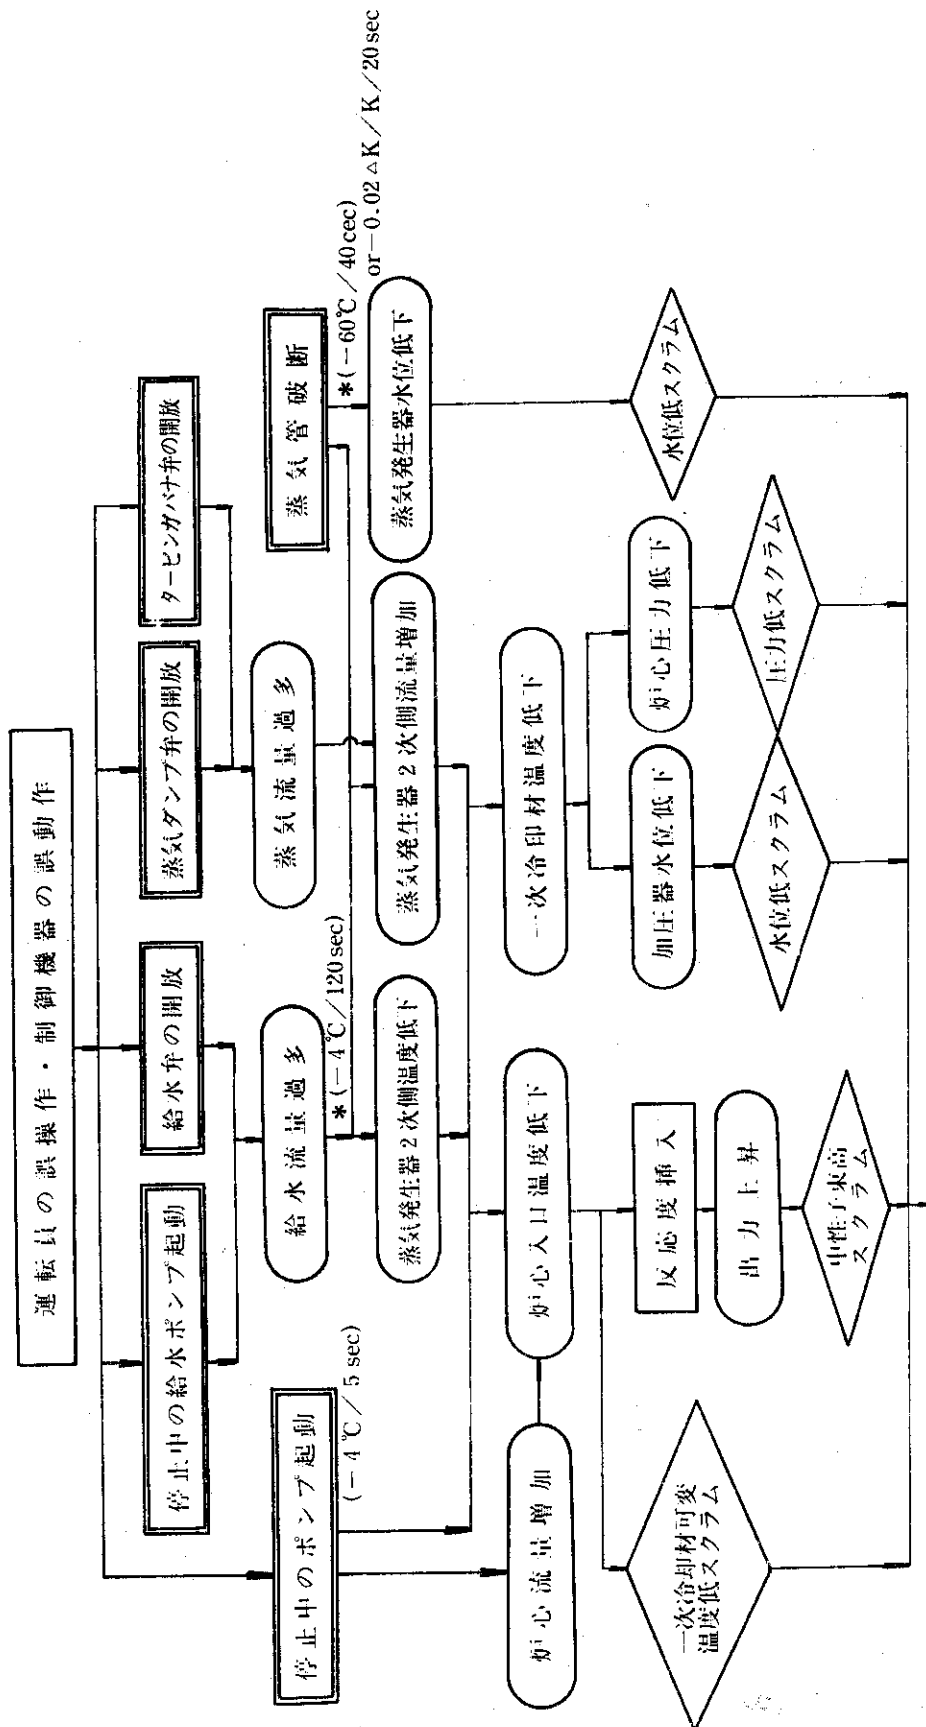 運転員の誤操作・制御機器の誤動作
停止中の給水ポンプ起動
給水弁の開放
蒸気ダンプ弁の開放
タービンガバナ弁の開放
停止中のポンプ起動
(－4℃／5sec)
給水流量過多
＊(－4℃／120sec)
蒸気流量過多
蒸気管破断
＊(－60℃／40cec)
or－0.02△K／K／20sec
蒸気発生器2次側温度低下
蒸気発生器2次側流量増加
蒸気発生器水位低下
炉心流量増加
炉心入口温度低下
一次冷印材温度低下
反応度挿入
加圧器水位低下
炉心圧力低下
水位低スクラム
一次冷却材可変
温度低スクラム
出力上昇
水位低スクラム
圧力低スクラム
中性子束高
スクラム